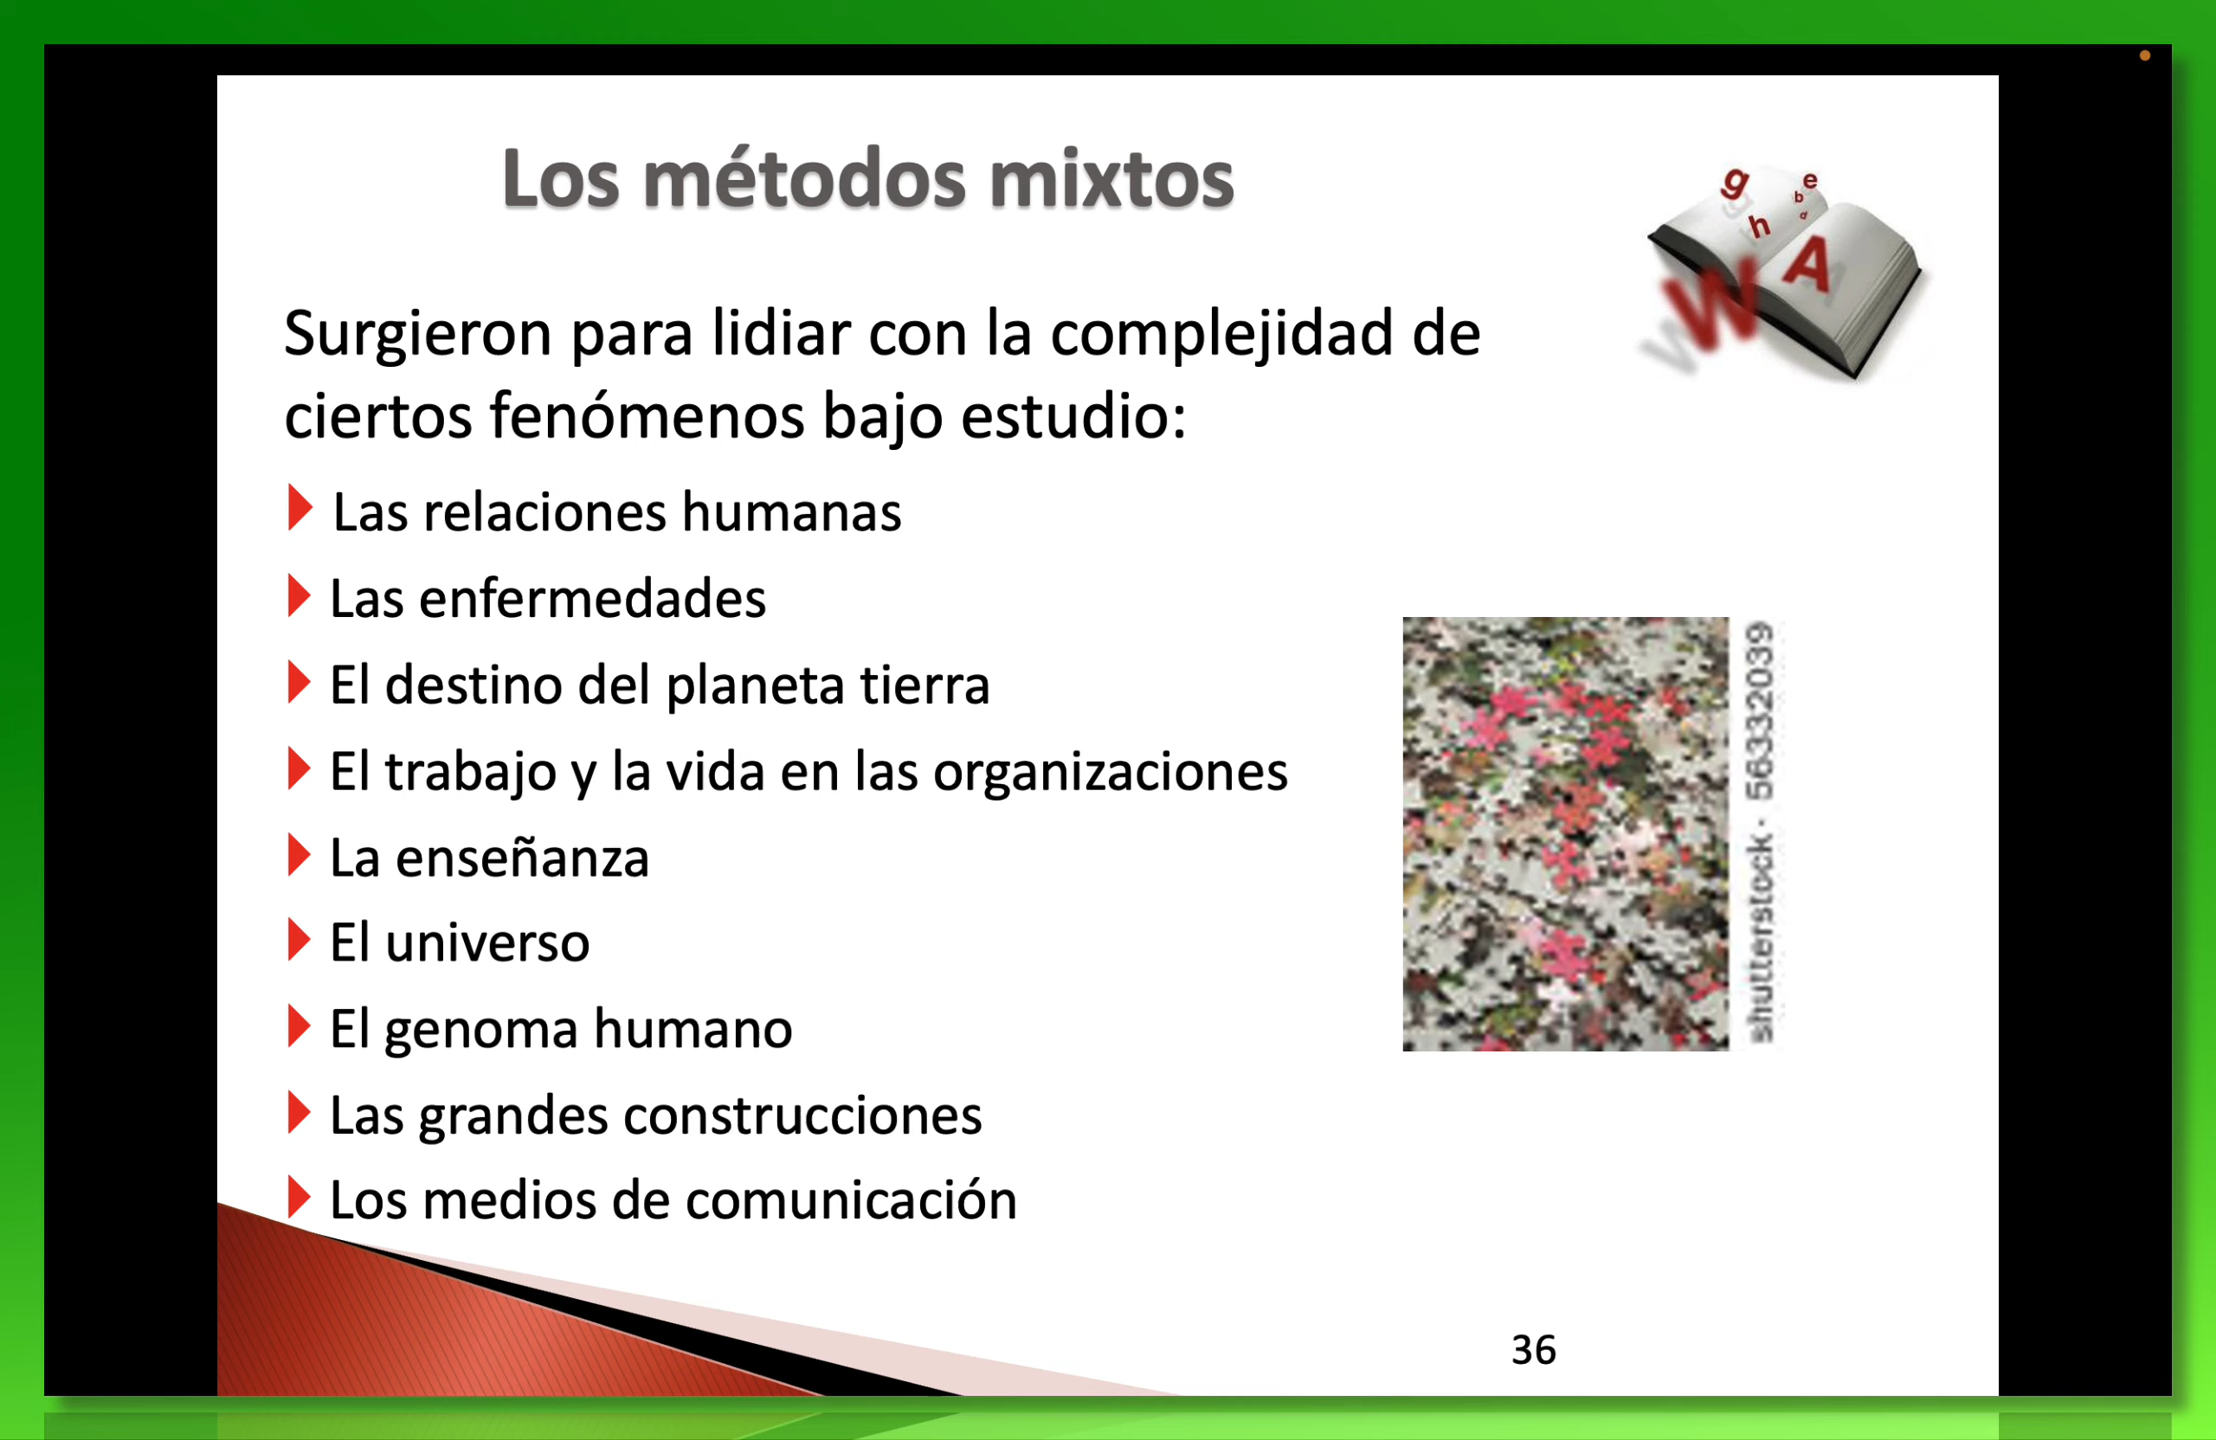 Los métodos mixtos
g
e
b
d
h
A
W
Surgieron para lidiar con la complejidad de
ciertos fenómenos bajo estudio:
Las relaciones humanas
Las enfermedades
El destino del planeta tierra
El trabajo y la vida en las organizaciones
La enseñanza
El universo
El genoma humano
Las grandes construcciones
Los medios de comunicación
shutterstock · 56332039
36